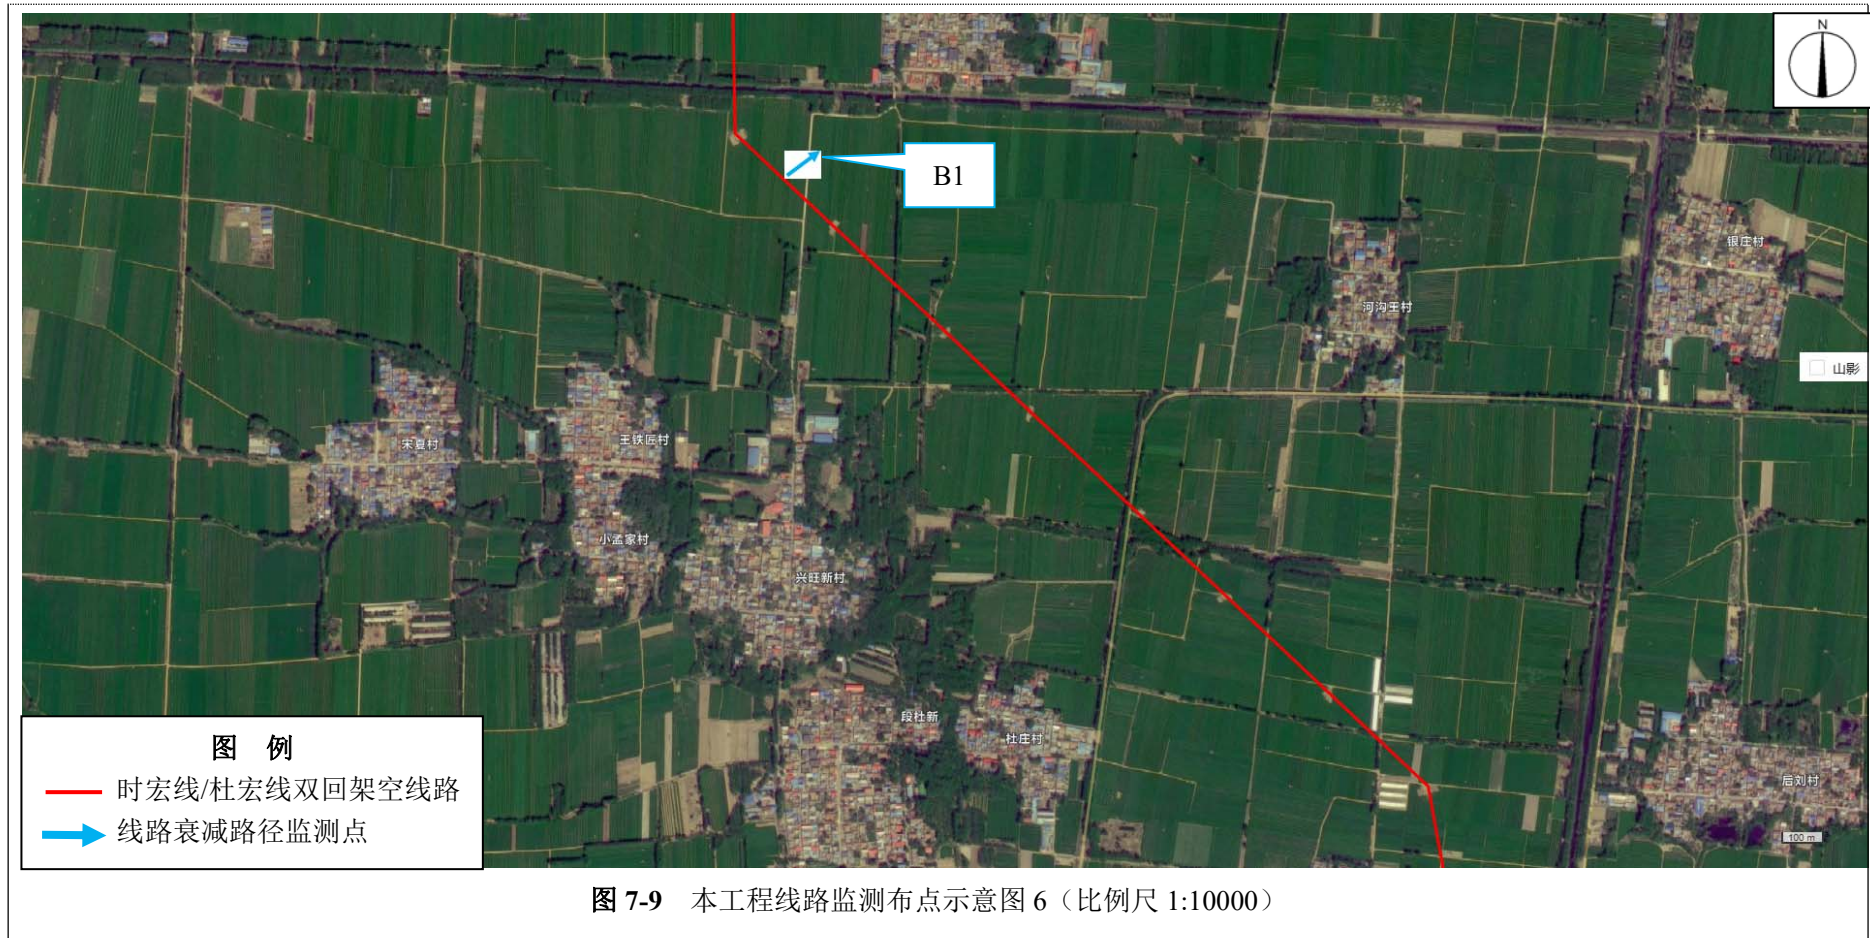 N
B1
银庄村
河沟王村
山影
宋夏村
王铁匠村
小孟家村
兴旺新村
段杜新
杜庄村
后刘村
100 m
图 例
时宏线/杜宏线双回架空线路
线路衰减路径监测点
图 7-9 本工程线路监测布点示意图 6（比例尺 1:10000）